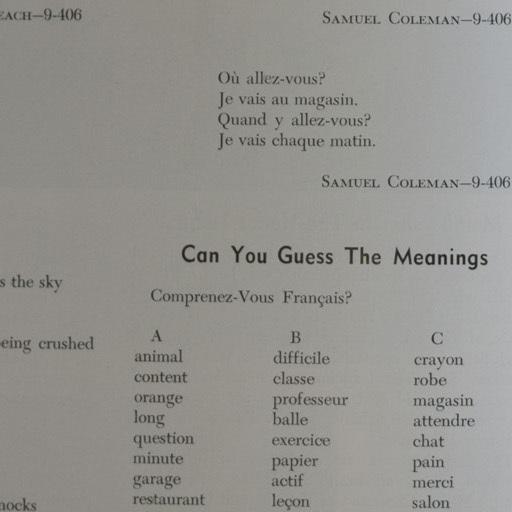 EACH—9-406
SAMUEL COLEMAN—9-406
Où allez-vous?
Je vais au magasin.
Quand y allez-vous?
Je vais chaque matin.
SAMUEL COLEMAN—9-406
Can You Guess The Meanings
s the sky
Comprenez-Vous Français?
eing crushed
A B C
animal difficile crayon
content classe robe
orange professeur magasin
long balle attendre
question exercice chat
minute papier pain
garage actif merci
restaurant leçon salon
nocks